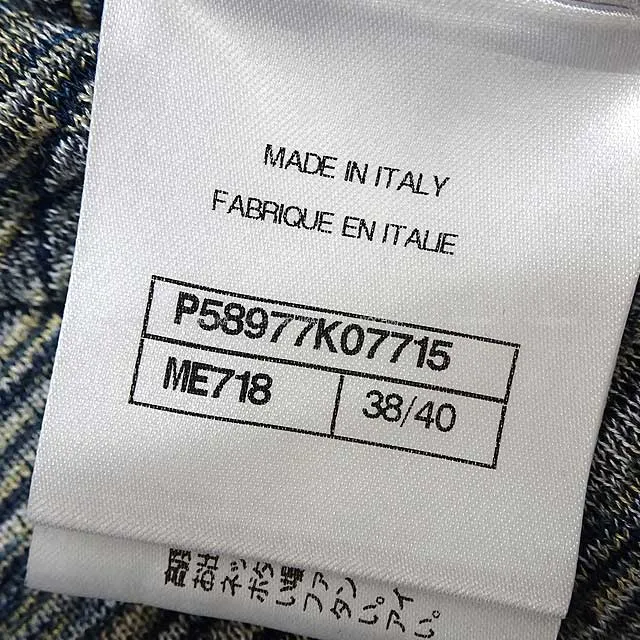 MADE IN ITALY
FABRIQUE EN ITALIE
P58977K07715
ME718
38/40